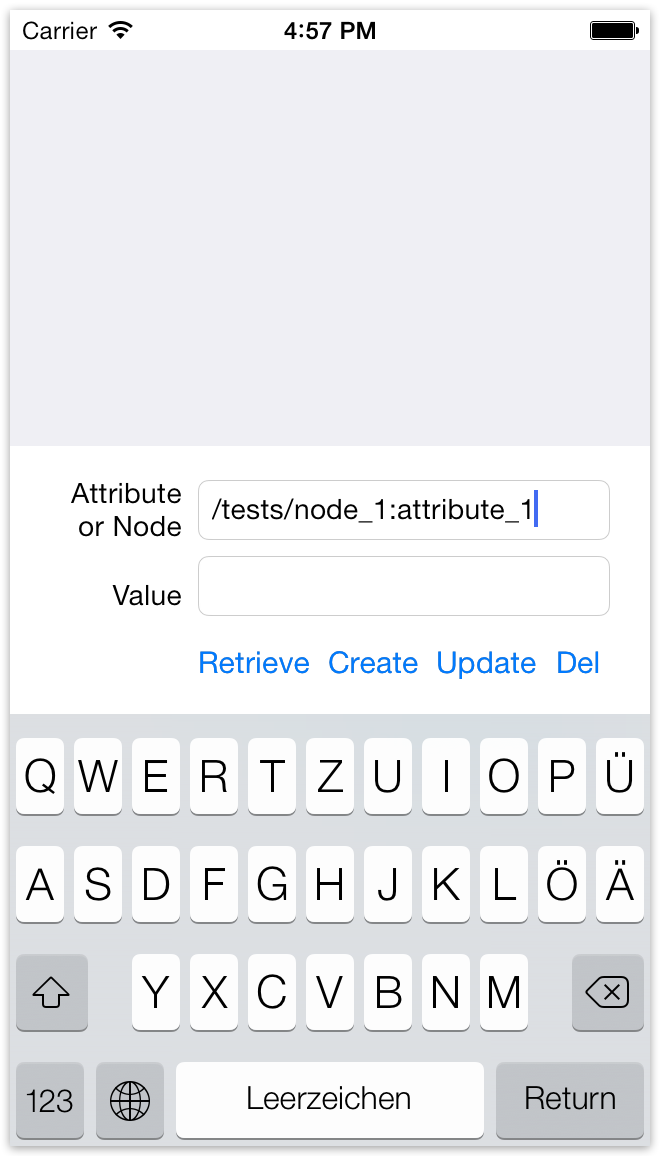 Carrier 4:57 PM
Attribute
or Node
/tests/node_1:attribute_1
Value
Retrieve Create Update Del
Q W E R T Z U I O P Ü
A S D F G H J K L Ö Ä
Y X C V B N M
123 Leerzeichen Return